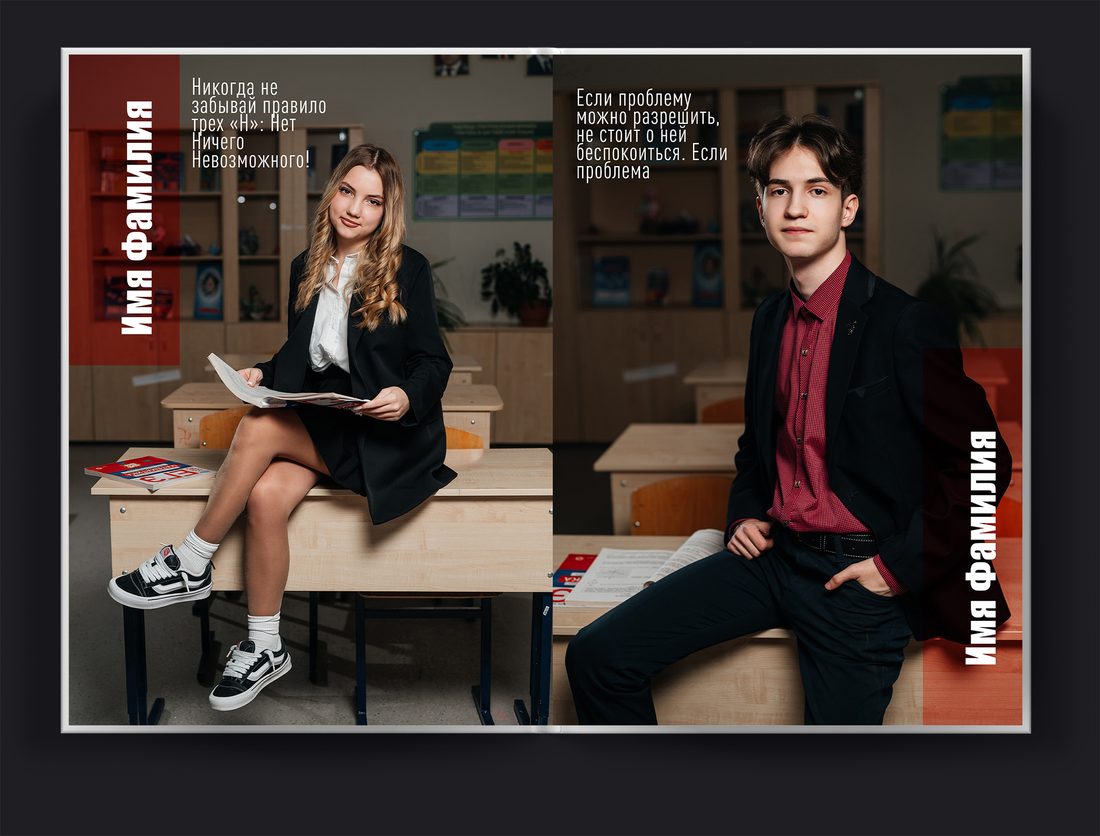 Никогда не
забывай правило
трех «Н»: Нет
Ничего
Невозможного!
Имя Фамилия
Если проблему
можно разрешить,
не стоит о ней
беспокоиться. Если
проблема
Имя Фамилия